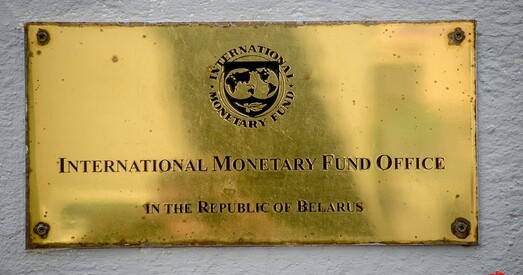 INTERNATIONAL
MONETARY FUND
INTERNATIONAL MONETARY FUND OFFICE
IN THE REPUBLIC OF BELARUS